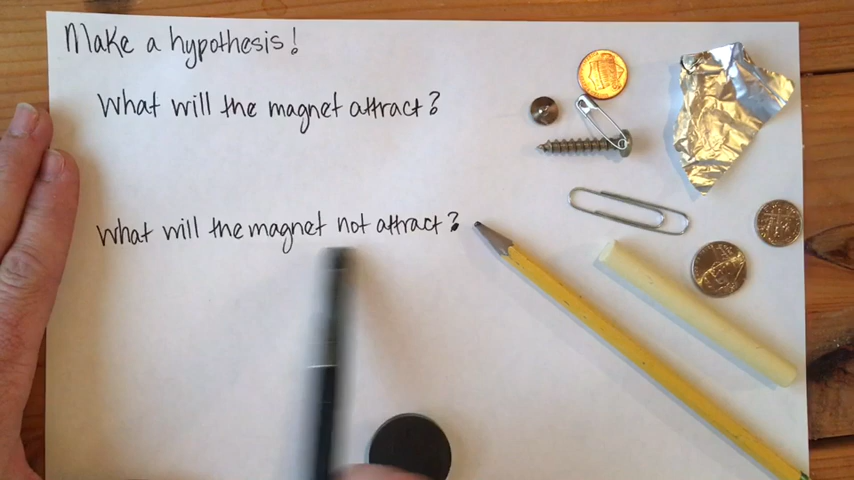 Make a hypothesis!
What will the magnet attract?
What will the magnet not attract?